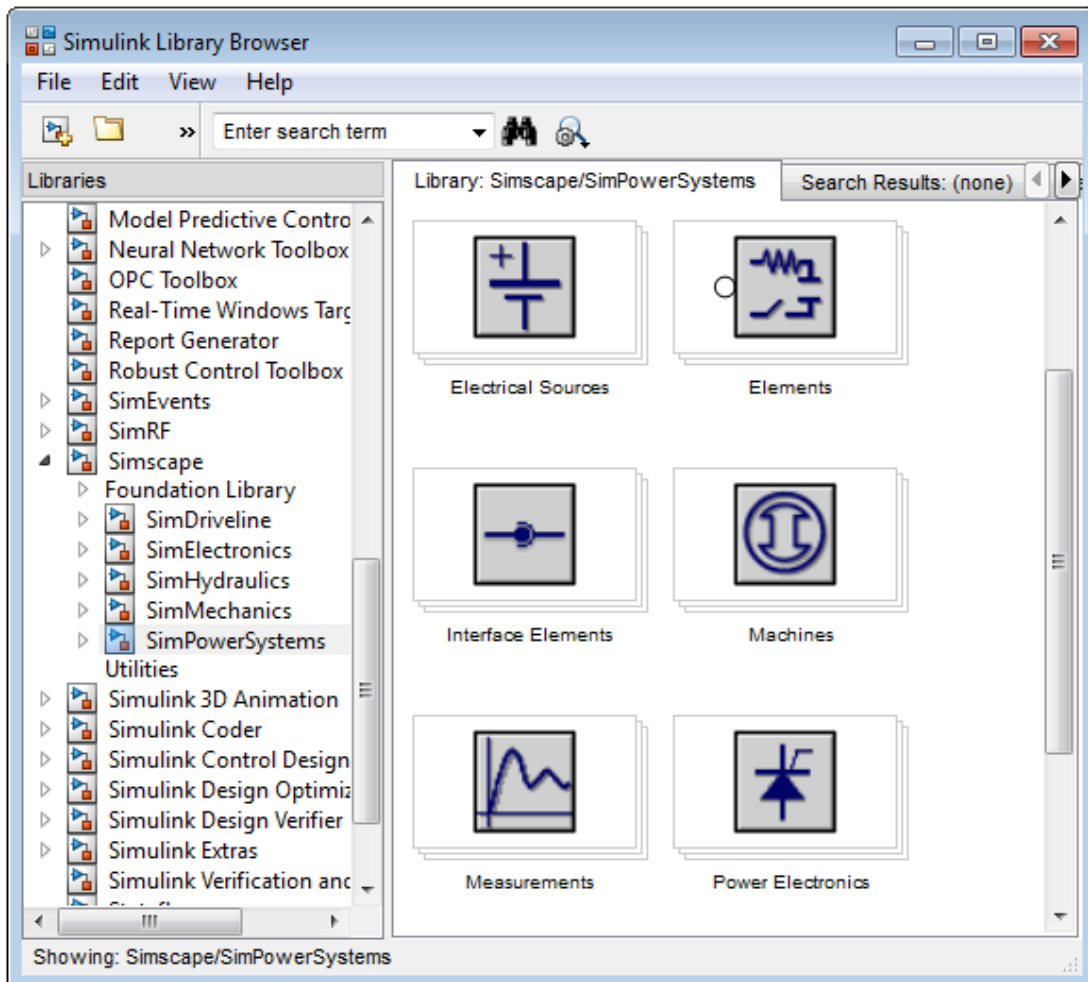 Simulink Library Browser
File Edit View Help
» Enter search term
Libraries
Library: Simscape/SimPowerSystems
Search Results: (none)
Model Predictive Contro
Neural Network Toolbox
OPC Toolbox
Real-Time Windows Targ
Report Generator
Robust Control Toolbox
SimEvents
SimRF
Simscape
Foundation Library
SimDriveline
SimElectronics
SimHydraulics
SimMechanics
SimPowerSystems
Utilities
Simulink 3D Animation
Simulink Coder
Simulink Control Design
Simulink Design Optimiz
Simulink Design Verifier
Simulink Extras
Simulink Verification and
Electrical Sources
Elements
Interface Elements
Machines
Measurements
Power Electronics
Showing: Simscape/SimPowerSystems